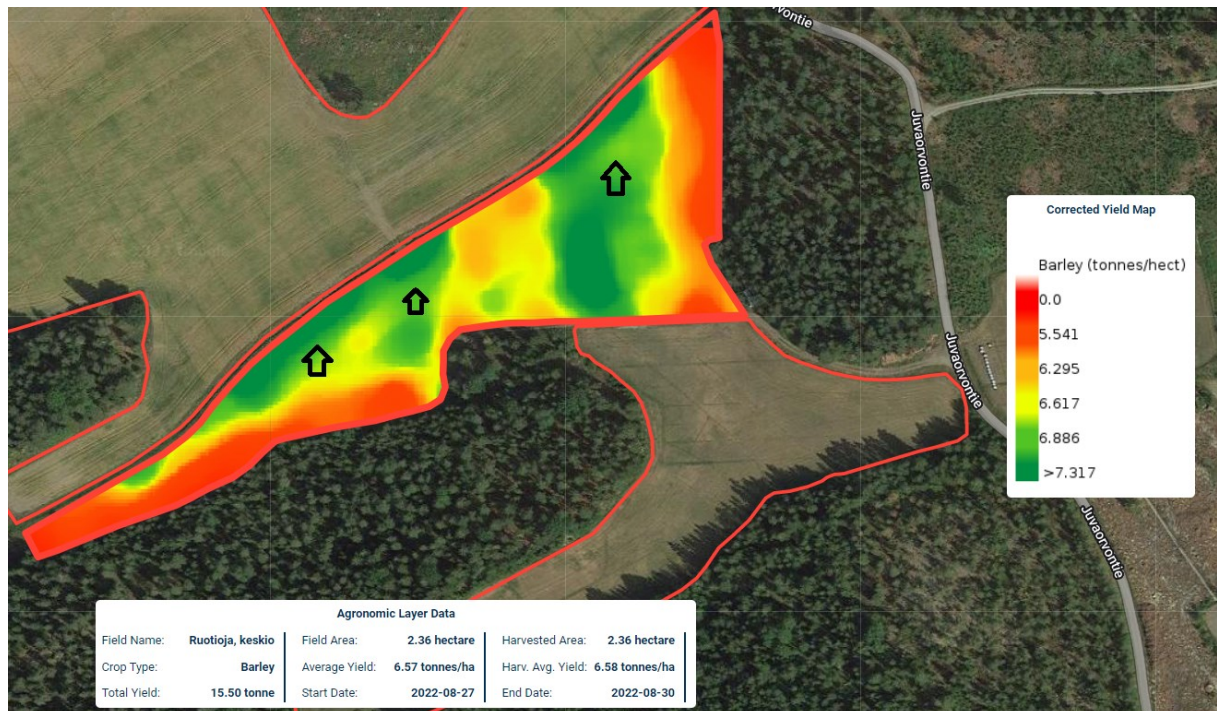 Juvaorvontie
Juvaorvontie
Corrected Yield Map
Barley (tonnes/hect)
0.0
5.541
6.295
6.617
6.886
>7.317
Juvaorvontie
Juvaorvontie
Agronomic Layer Data
Field Name: Ruotioja, keskio Field Area: 2.36 hectare Harvested Area: 2.36 hectare
Crop Type: Barley Average Yield: 6.57 tonnes/ha Harv. Avg. Yield: 6.58 tonnes/ha
Total Yield: 15.50 tonne Start Date: 2022-08-27 End Date: 2022-08-30